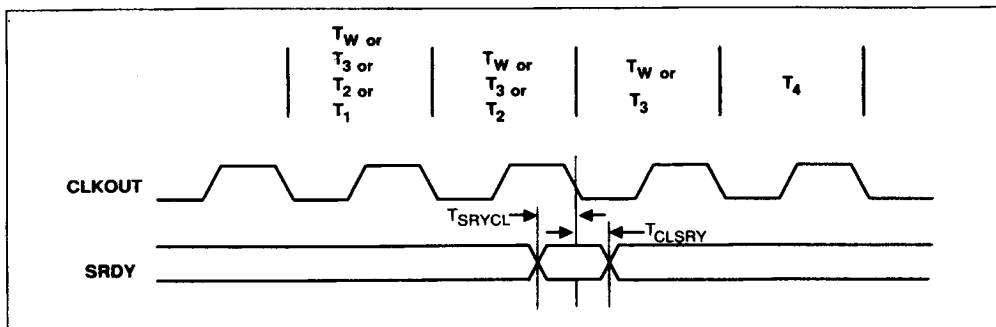 TW or
T3 or
T2 or
T1
TW or
T3 or
T2
TW or
T3
T4
CLKOUT
TSRYCL
TCLSRY
SRDY